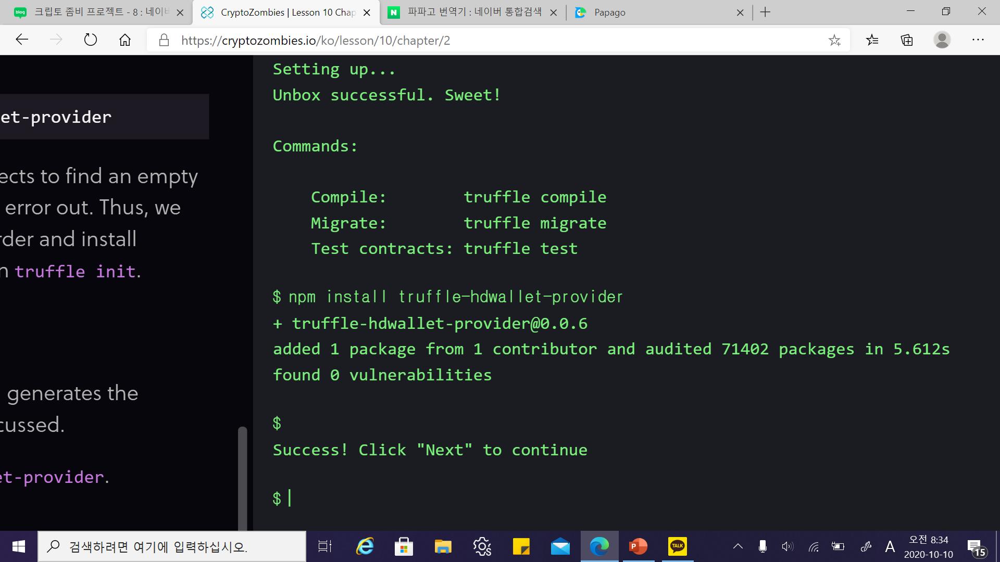 크립토 좀비 프로젝트 - 8 : 네이버
CryptoZombies | Lesson 10 Chap
파파고 번역기 : 네이버 통합검색
Papago
https://cryptozombies.io/ko/lesson/10/chapter/2
et-provider
ects to find an empty
error out. Thus, we
rder and install
n truffle init.
generates the
cussed.
et-provider.
Setting up...
Unbox successful. Sweet!
Commands:
Compile: truffle compile
Migrate: truffle migrate
Test contracts: truffle test
$ npm install truffle-hdwallet-provider
+ truffle-hdwallet-provider@0.0.6
added 1 package from 1 contributor and audited 71402 packages in 5.612s
found 0 vulnerabilities
$
Success! Click "Next" to continue
$
검색하려면 여기에 입력하십시오.
TALK
A
오전 8:34
2020-10-10
15